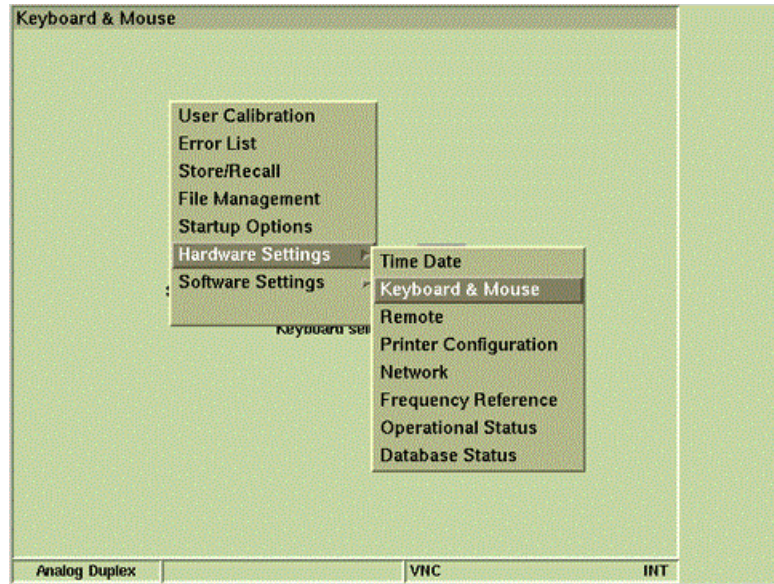 Keyboard & Mouse
User Calibration
Error List
Store/Recall
File Management
Startup Options
Hardware Settings
Software Settings
Time Date
Keyboard & Mouse
Remote
Printer Configuration
Network
Frequency Reference
Operational Status
Database Status
Keyboard
Analog Duplex
VNC
INT